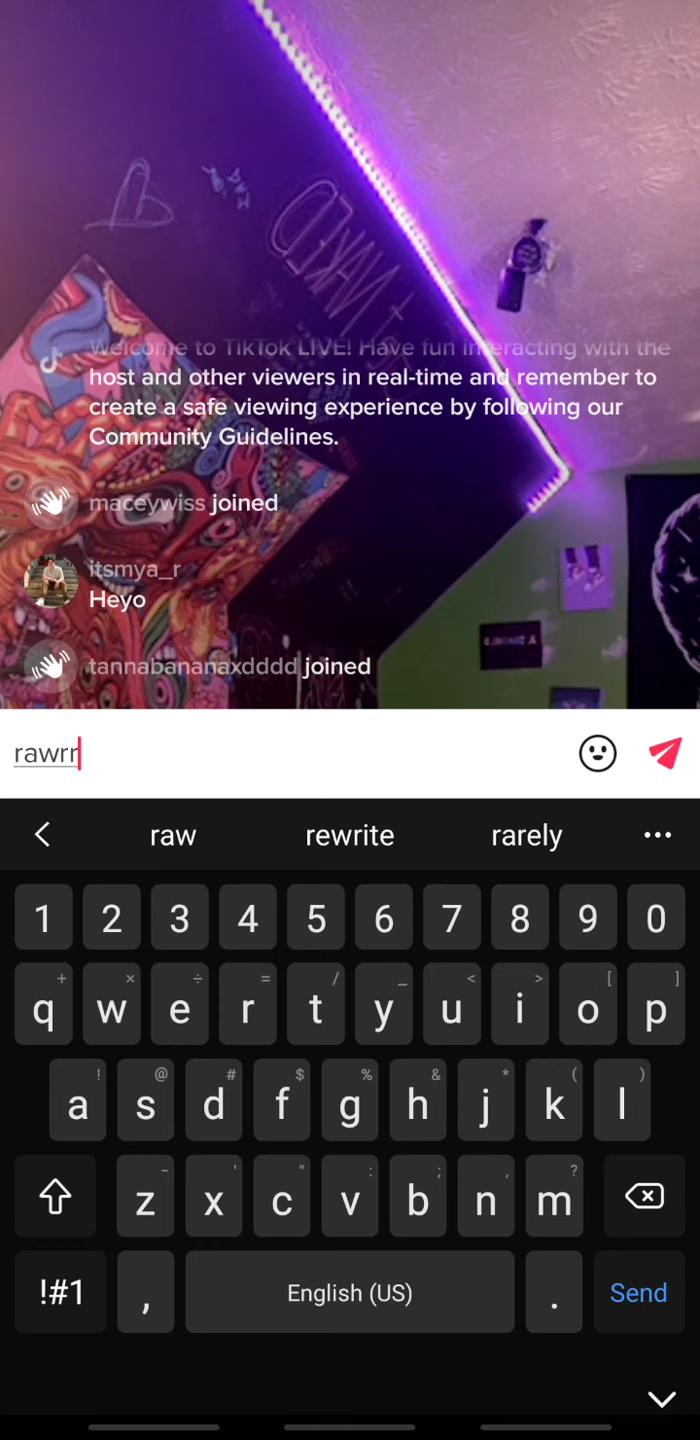 NAKED
Welcome to TikTok LIVE! Have fun interacting with the
host and other viewers in real-time and remember to
create a safe viewing experience by following our
Community Guidelines.
maceywiss joined
itsmya_r
Heyo
tannabananaxdddd joined
rawrr
raw rewrite rarely ...
1 2 3 4 5 6 7 8 9 0
+ × ÷ = / _ < > [ ]
q w e r t y u i o p
! @ # $ % & * ( )
a s d f g h j k l
- ' " : ; , ?
z x c v b n m
!#1 , English (US) . Send